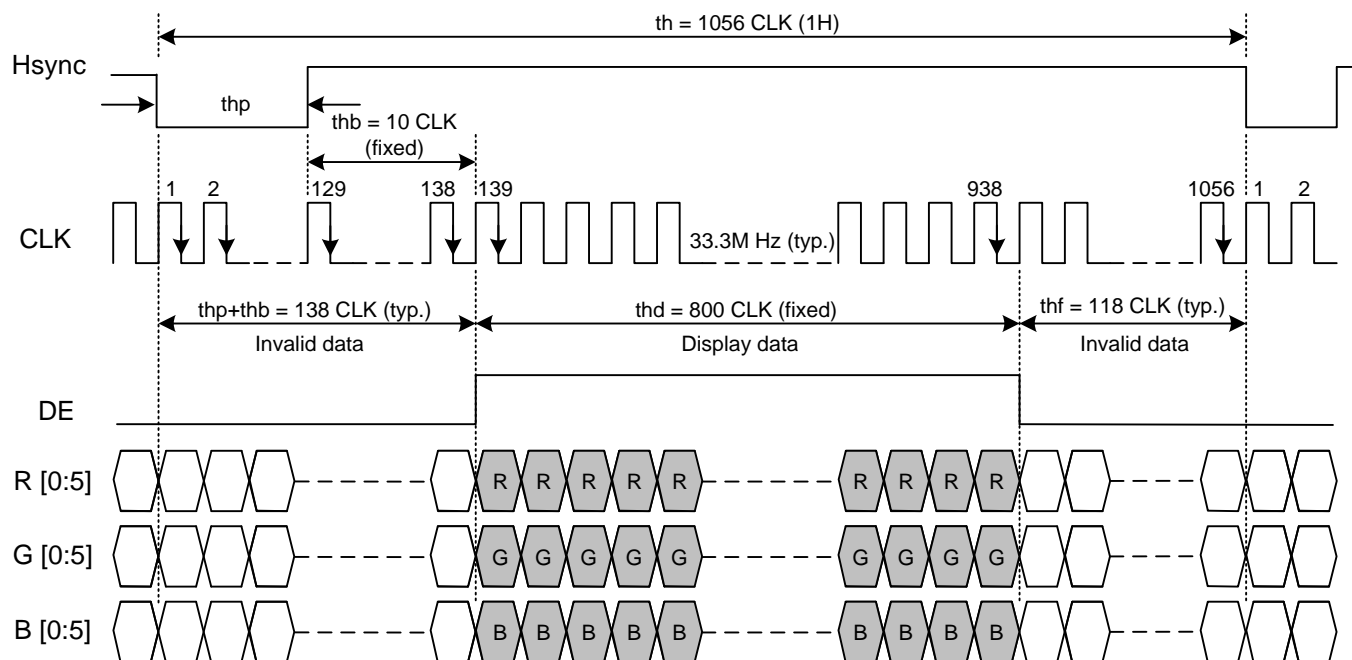 th = 1056 CLK (1H)
Hsync
thp
thb = 10 CLK
(fixed)
1 2 129 138 139 938 1056 1 2
CLK
33.3M Hz (typ.)
thp+thb = 138 CLK (typ.) thd = 800 CLK (fixed) thf = 118 CLK (typ.)
Invalid data Display data Invalid data
DE
R [0:5] R R R R R R R R R
G [0:5] G G G G G G G G G
B [0:5] B B B B B B B B B